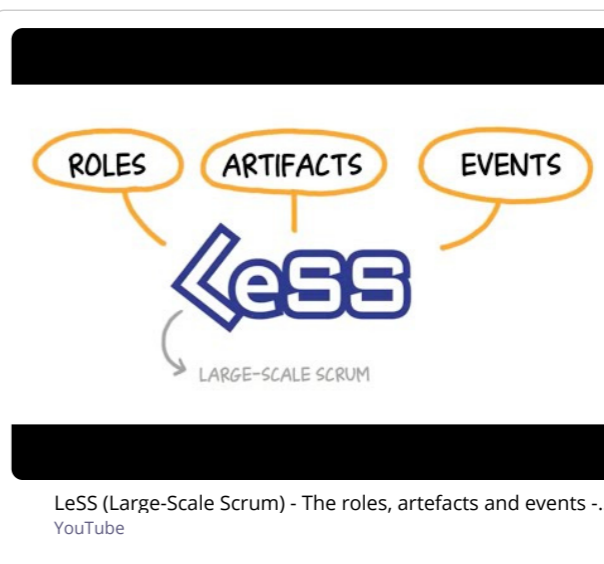 ROLES ARTIFACTS EVENTS
LeSS
LARGE-SCALE SCRUM
LeSS (Large-Scale Scrum) - The roles, artefacts and events -.
YouTube